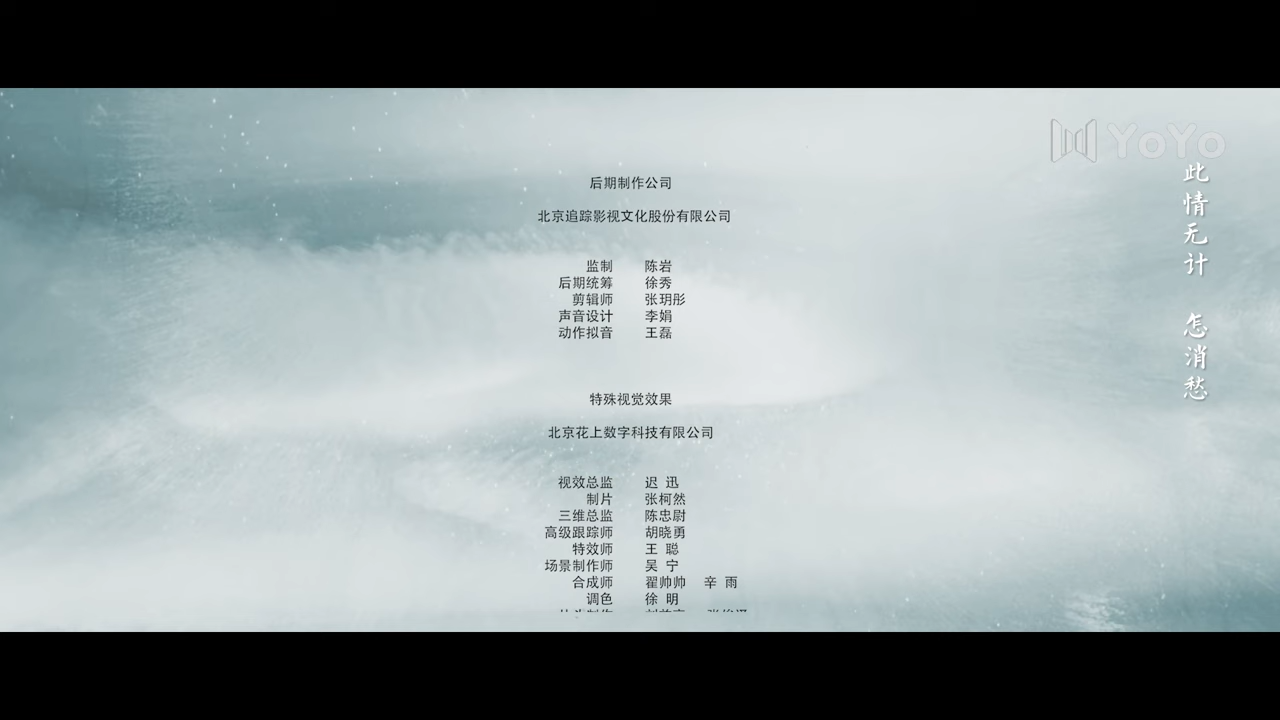 YoYo
此情无计 怎消愁
后期制作公司
北京追踪影视文化股份有限公司
监制 陈岩
后期统筹 徐秀
剪辑师 张玥彤
声音设计 李娟
动作拟音 王磊
特殊视觉效果
北京花上数字科技有限公司
视效总监 迟 迅
制片 张柯然
三维总监 陈忠尉
高级跟踪师 胡晓勇
特效师 王 聪
场景制作师 吴 宁
合成师 翟帅帅 辛 雨
调色 徐 明